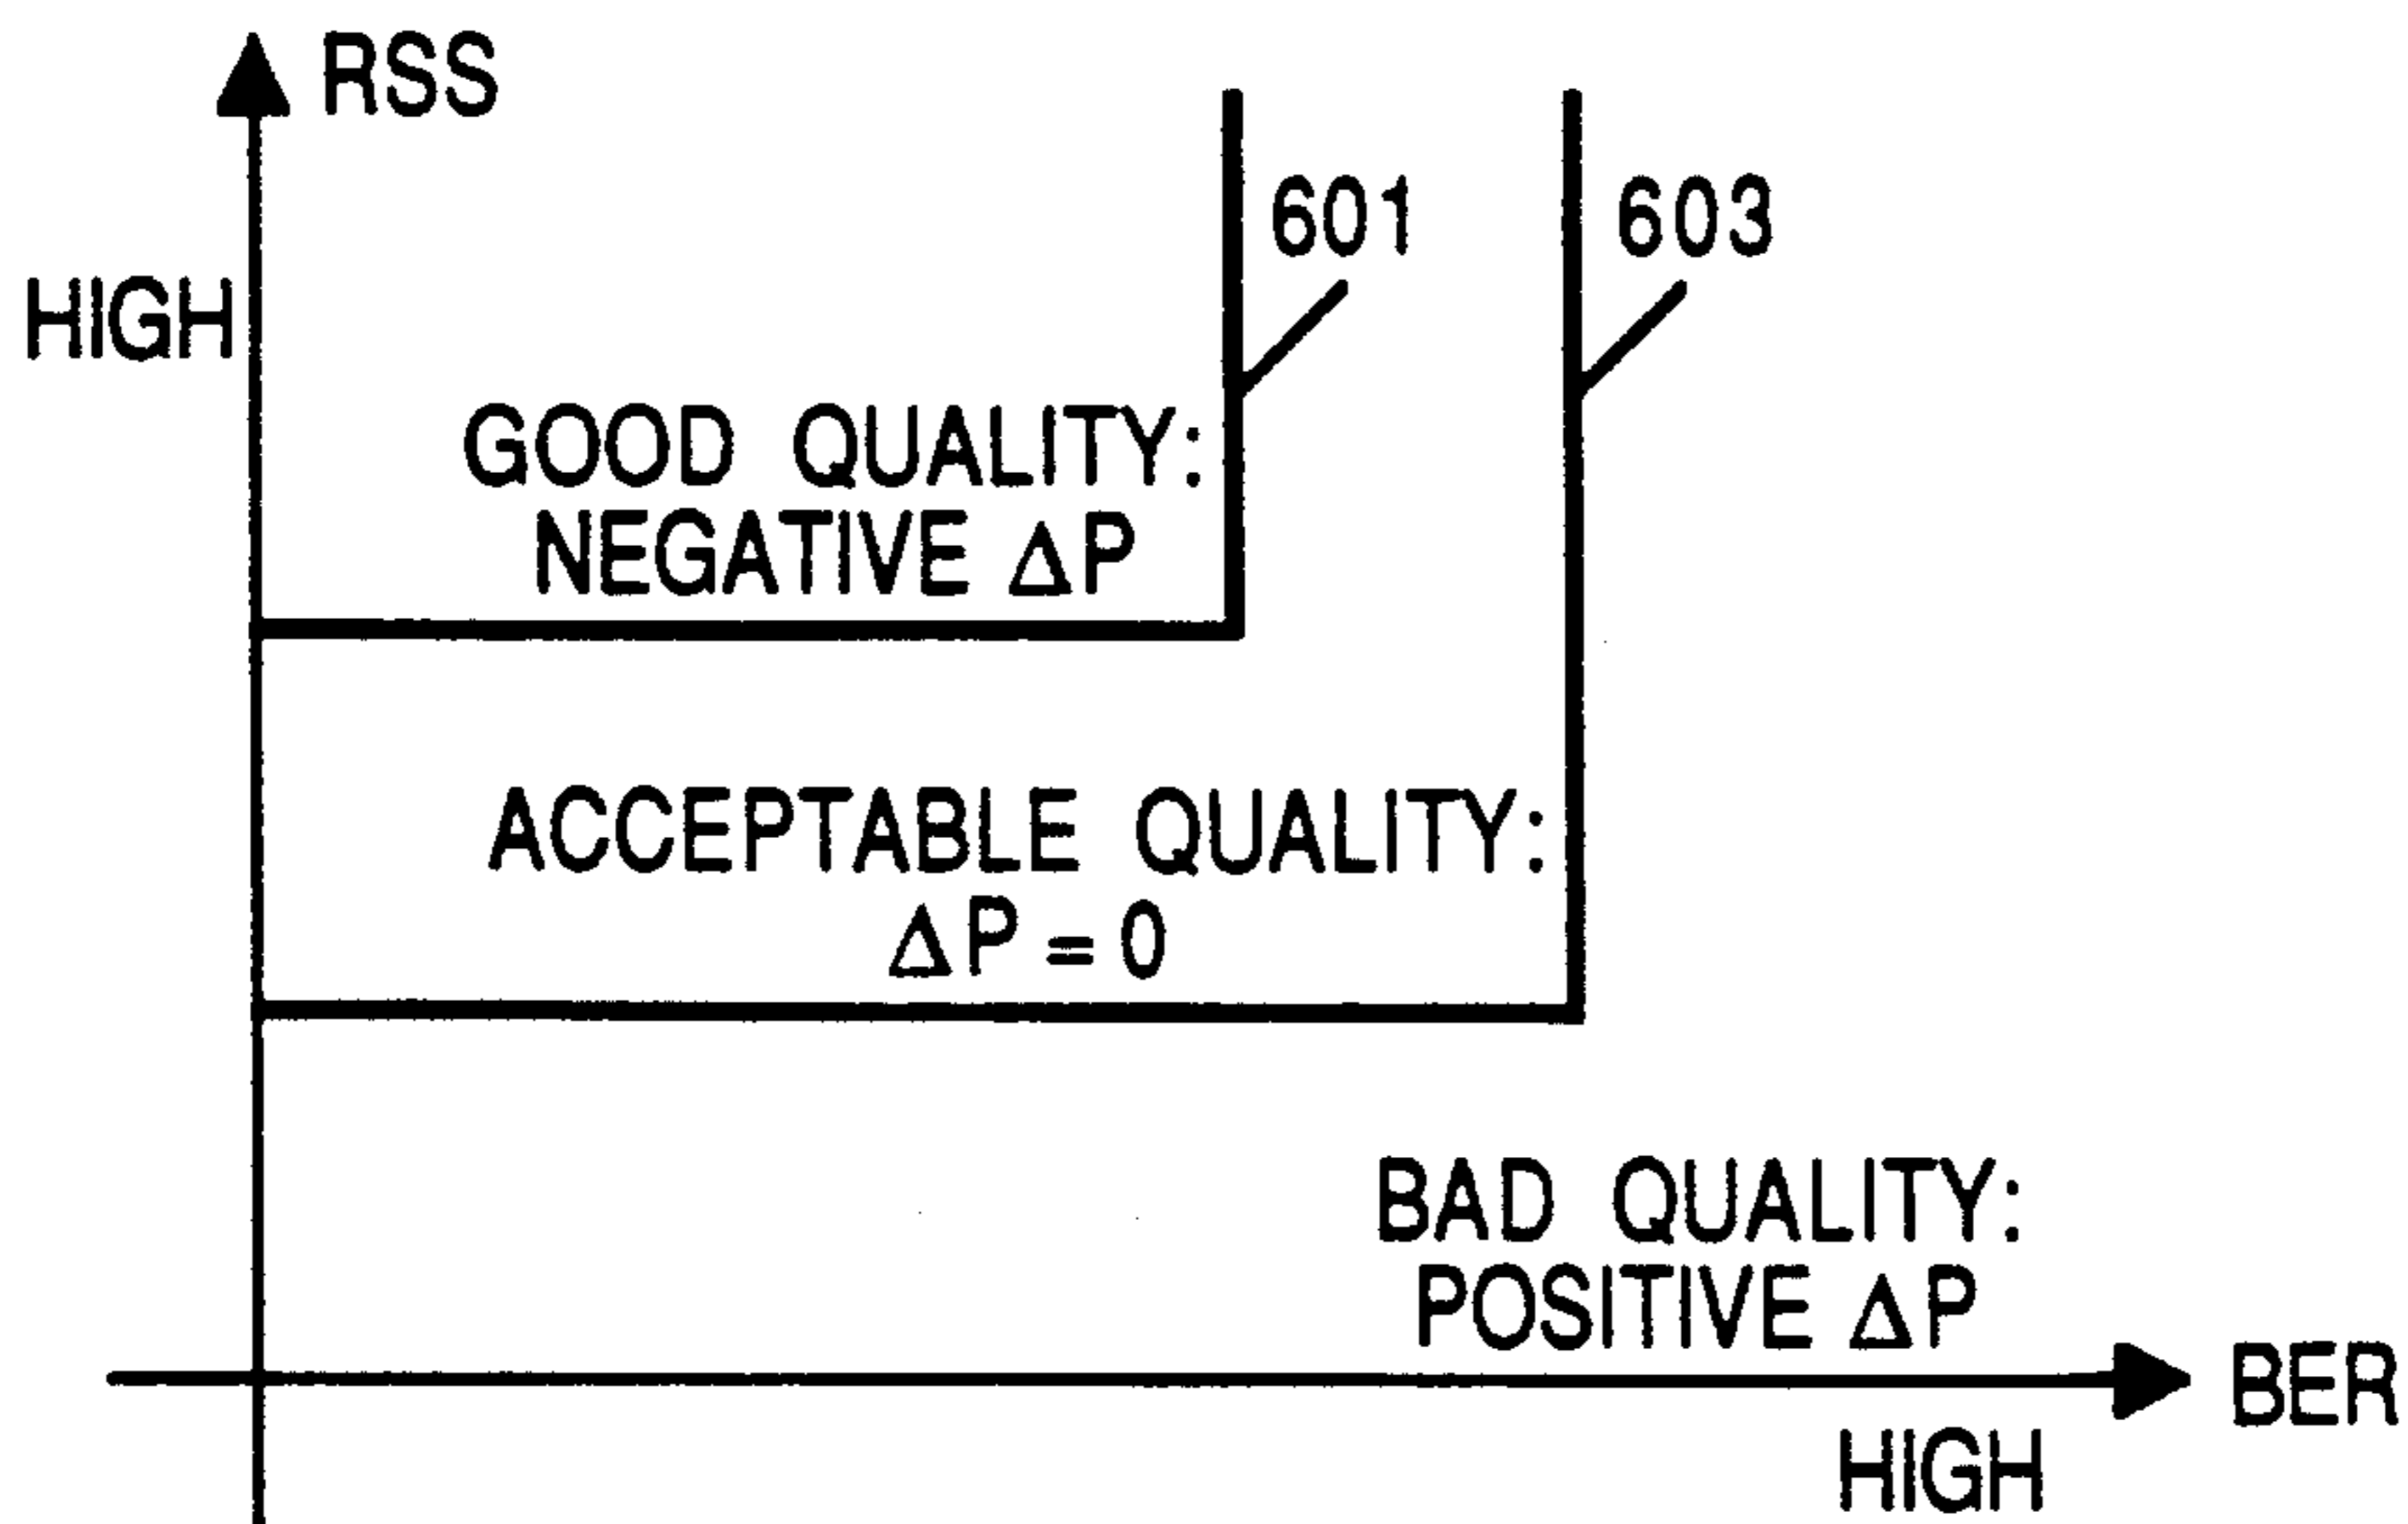 RSS
601
603
HIGH
GOOD QUALITY:
NEGATIVE ΔP
ACCEPTABLE QUALITY:
ΔP = 0
BAD QUALITY:
POSITIVE ΔP
BER
HIGH